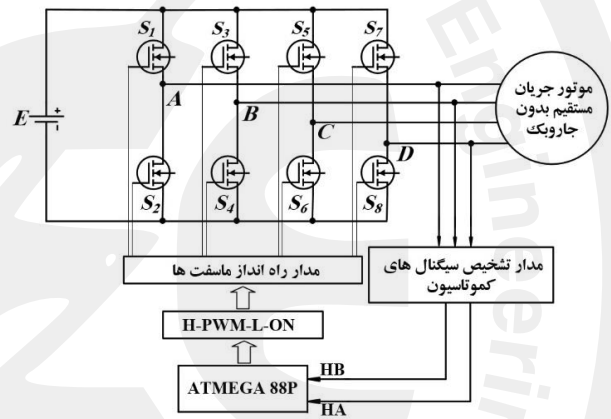 S1
S3
S5
S7
E
A
B
C
D
S2
S4
S6
S8
موتور جریان
مستقیم بدون
جاروبک
مدار راه انداز ماسفت ها
مدار تشخیص سیگنال های
کموتاسیون
H-PWM-L-ON
ATMEGA 88P
HB
HA
Engineerin